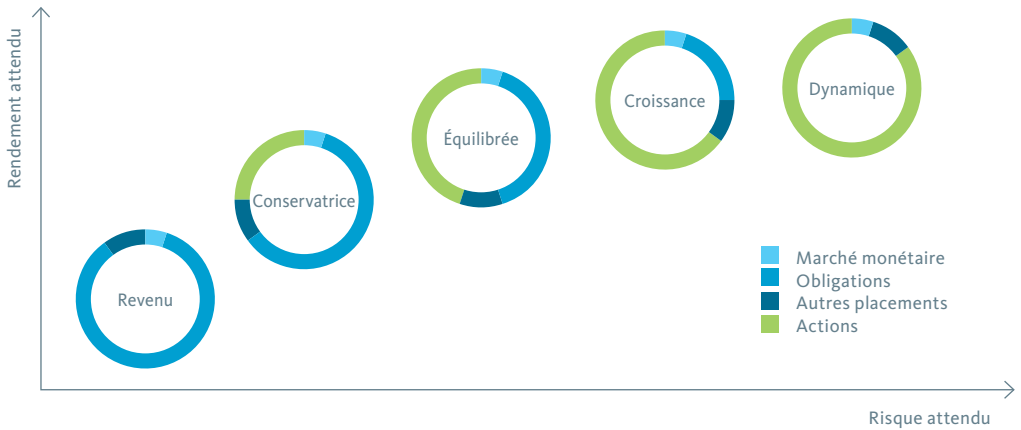 Rendement attendu
Revenu
Conservatrice
Équilibrée
Croissance
Dynamique
Marché monétaire
Obligations
Autres placements
Actions
Risque attendu